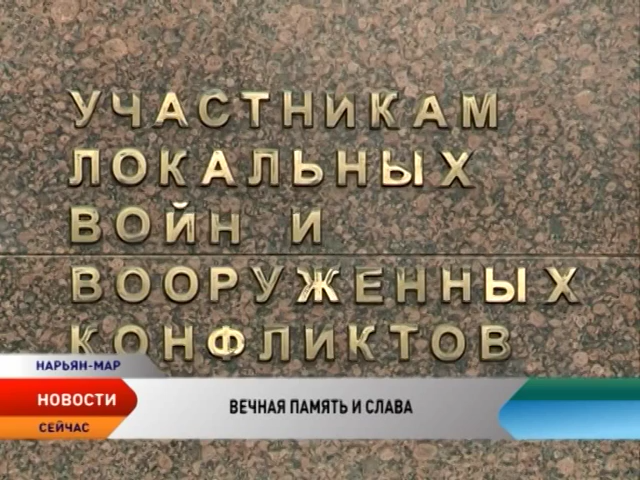 УЧАСТНИКАМ
ЛОКАЛЬНЫХ
ВОЙН И
ВООРУЖЕННЫХ
КОНФЛИКТОВ
НАРЬЯН-МАР
НОВОСТИ
СЕЙЧАС
ВЕЧНАЯ ПАМЯТЬ И СЛАВА